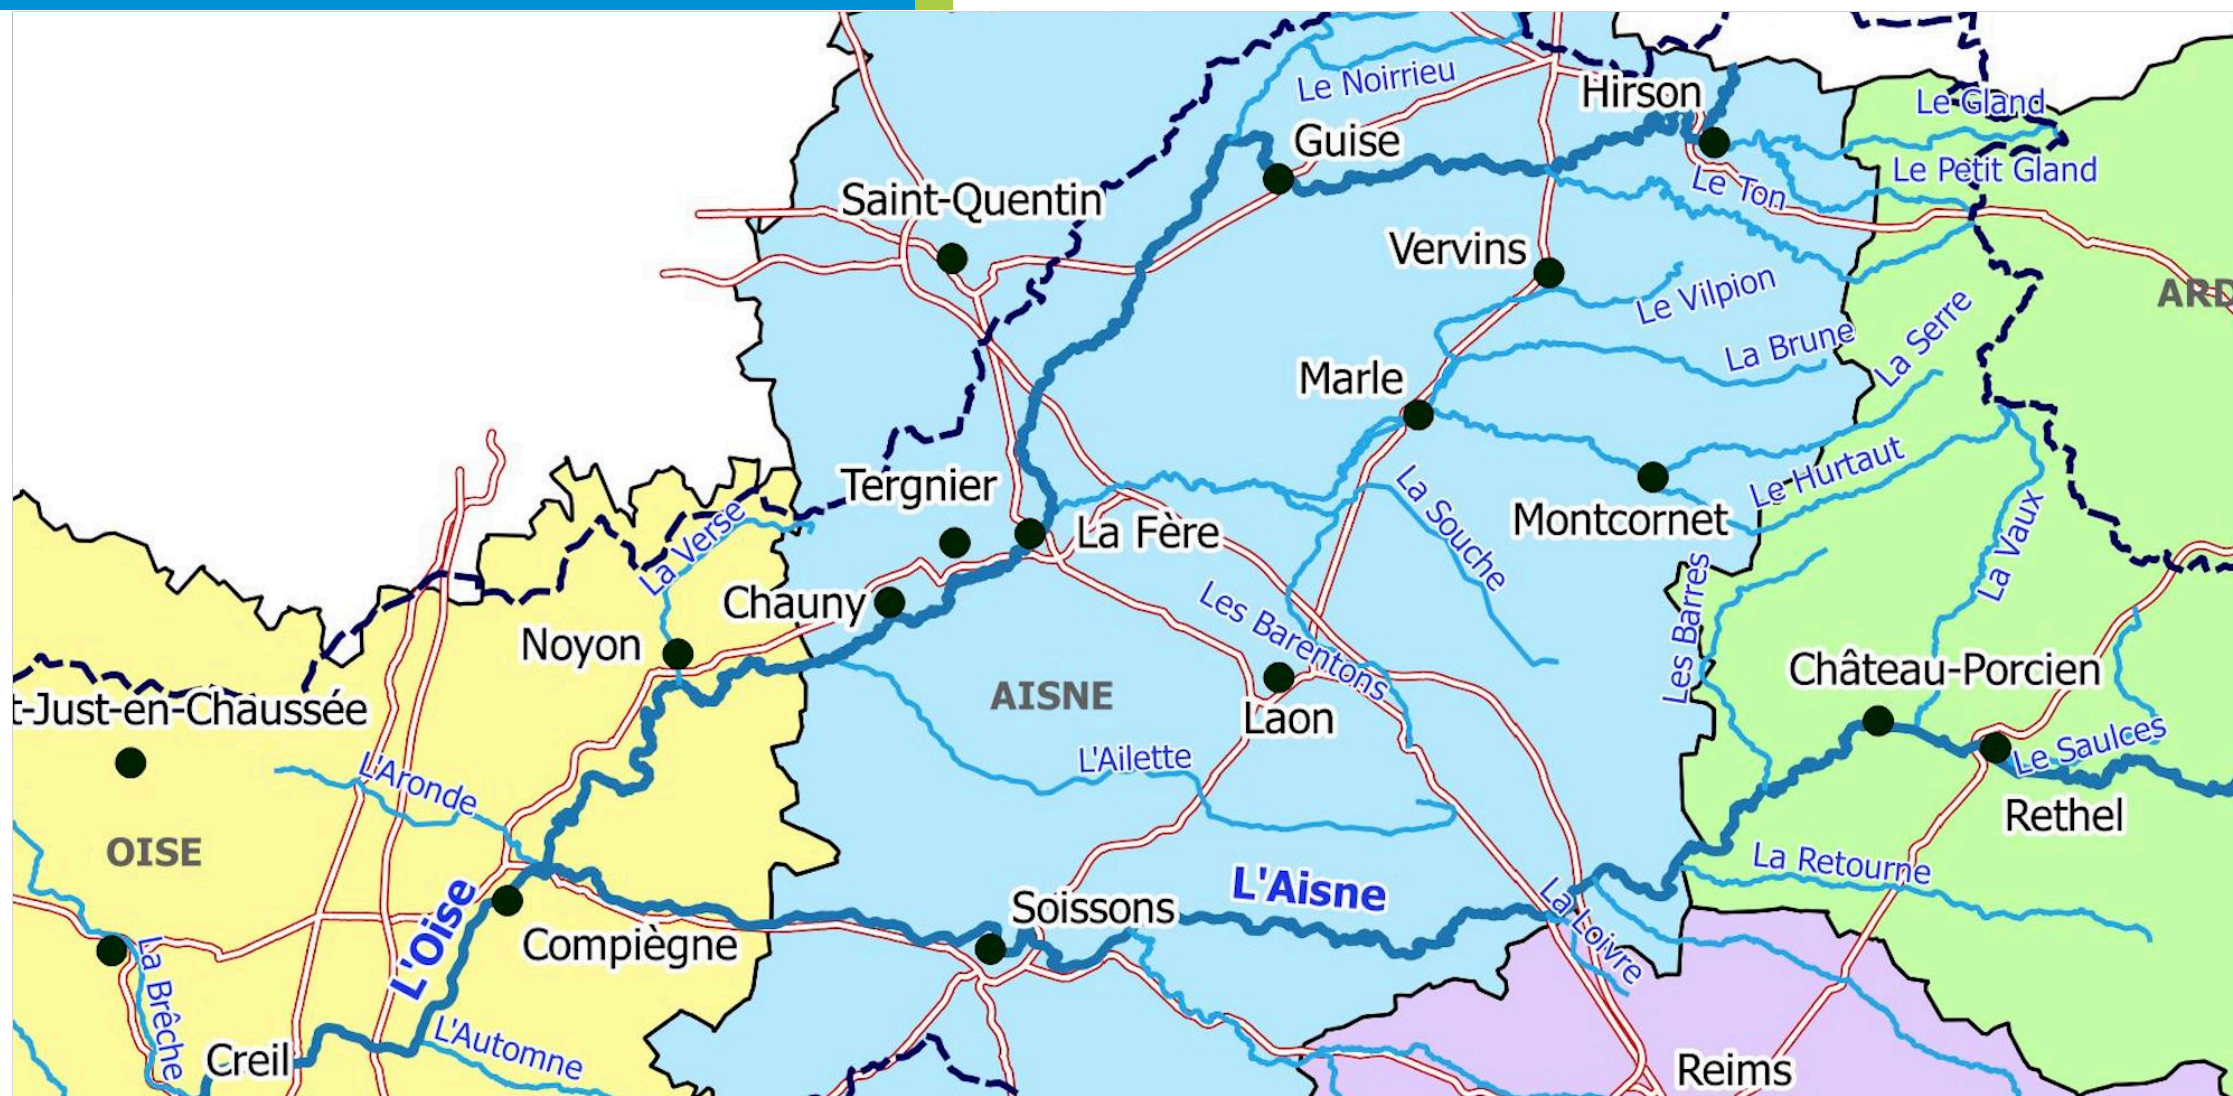 Le Noirrieu
Hirson
Le Gland
Guise
Le Petit Gland
Saint-Quentin
Le Ton
Vervins
Le Vilpion
ARD
La Brune
La Serre
Marle
Tergnier
La Verse
La Fère
La Souche
Montcornet
Le Hurtaut
La Vaux
Chauny
Noyon
Les Barentons
Les Barres
Château-Porcien
AISNE
t-Just-en-Chaussée
Laon
L'Ailette
Le Saulces
L'Aronde
Rethel
OISE
La Retourne
L'Aisne
Soissons
L'Oise
Compiègne
La Loivre
La Brêche
Creil
L'Automne
Reims